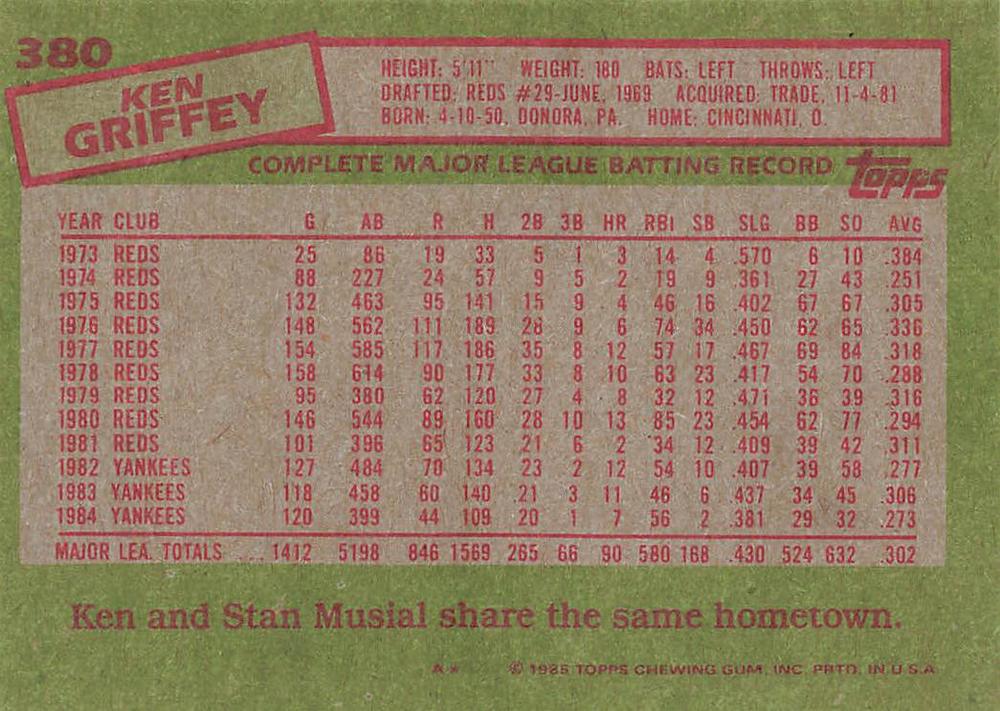 380
KEN
GRIFFEY
HEIGHT: 5'11" WEIGHT: 180 BATS: LEFT THROWS: LEFT
DRAFTED: REDS #29-JUNE, 1969 ACQUIRED: TRADE, 11-4-81
BORN: 4-10-50, DONORA, PA. HOME: CINCINNATI, O.
COMPLETE MAJOR LEAGUE BATTING RECORD topps
YEAR CLUB G AB R H 2B 3B HR RBI SB SLG BB SO AVG
1973 REDS 25 86 19 33 5 1 3 14 4 .570 6 10 .384
1974 REDS 88 227 24 57 9 5 2 19 9 .361 27 43 .251
1975 REDS 132 463 95 141 15 9 4 46 16 .402 67 67 .305
1976 REDS 148 562 111 189 28 9 6 74 34 .450 62 65 .336
1977 REDS 154 585 117 186 35 8 12 57 17 .467 69 84 .318
1978 REDS 158 614 90 177 33 8 10 63 23 .417 54 70 .288
1979 REDS 95 380 62 120 27 4 8 32 12 .471 36 39 .316
1980 REDS 146 544 89 160 28 10 13 85 23 .454 62 77 .294
1981 REDS 101 396 65 123 21 6 2 34 12 .409 39 42 .311
1982 YANKEES 127 484 70 134 23 2 12 54 10 .407 39 58 .277
1983 YANKEES 118 458 60 140 21 3 11 46 6 .437 34 45 .306
1984 YANKEES 120 399 44 109 20 1 7 56 2 .381 29 32 .273
MAJOR LEA. TOTALS .... 1412 5198 846 1569 265 66 90 580 168 .430 524 632 .302
Ken and Stan Musial share the same hometown.
A* © 1985 TOPPS CHEWING GUM, INC. PRTD. IN U.S.A.